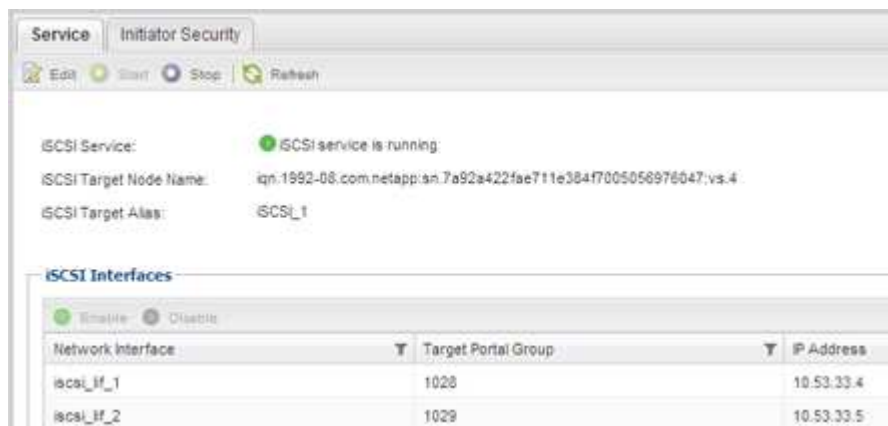 Service Initiator Security
Edit Start Stop Refresh
iSCSI Service: iSCSI service is running
iSCSI Target Node Name: iqn.1992-08.com.netapp:sn.7a92a422fae711e384f7005056976047:vs.4
iSCSI Target Alias: iSCSI_1
iSCSI Interfaces
Enable Disable
Network Interface Target Portal Group IP Address
iscsi_lif_1 1028 10.53.33.4
iscsi_lif_2 1029 10.53.33.5